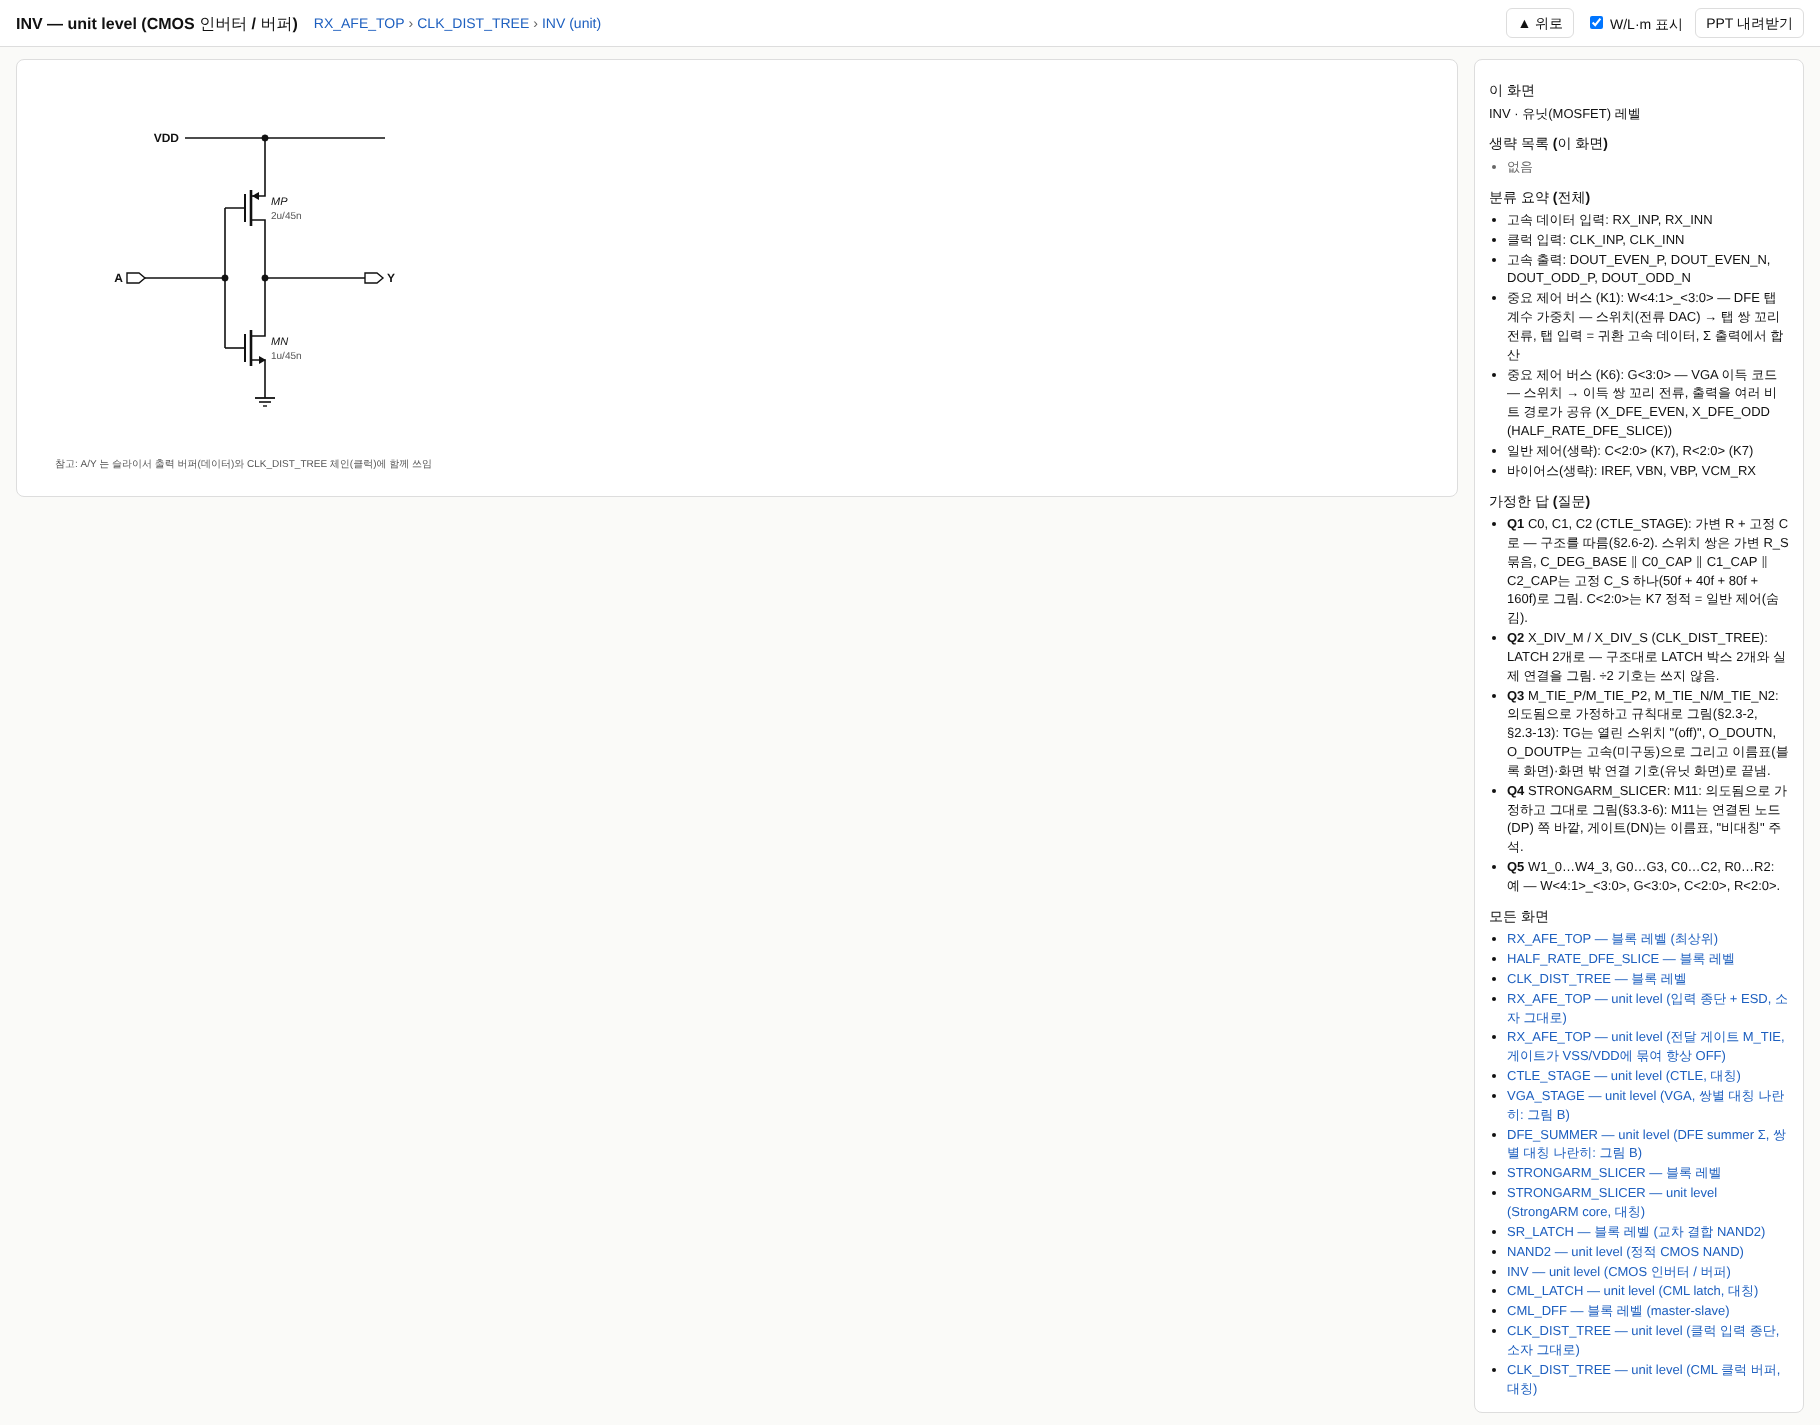 INV — unit level (CMOS 인버터 / 버퍼) RX_AFE_TOP › CLK_DIST_TREE › INV (unit) ▲ 위로 W/L·m 표시 PPT 내려받기
VDD
MP
2u/45n
A
Y
MN
1u/45n
참고: A/Y 는 슬라이서 출력 버퍼(데이터)와 CLK_DIST_TREE 체인(클럭)에 함께 쓰임
이 화면
INV · 유닛(MOSFET) 레벨
생략 목록 (이 화면)
• 없음
분류 요약 (전체)
• 고속 데이터 입력: RX_INP, RX_INN
• 클럭 입력: CLK_INP, CLK_INN
• 고속 출력: DOUT_EVEN_P, DOUT_EVEN_N,
DOUT_ODD_P, DOUT_ODD_N
• 중요 제어 버스 (K1): W<4:1>_<3:0> — DFE 탭
계수 가중치 — 스위치(전류 DAC) → 탭 쌍 꼬리
전류, 탭 입력 = 귀환 고속 데이터, Σ 출력에서 합
산
• 중요 제어 버스 (K6): G<3:0> — VGA 이득 코드
— 스위치 → 이득 쌍 꼬리 전류, 출력을 여러 비
트 경로가 공유 (X_DFE_EVEN, X_DFE_ODD
(HALF_RATE_DFE_SLICE))
• 일반 제어(생략): C<2:0> (K7), R<2:0> (K7)
• 바이어스(생략): IREF, VBN, VBP, VCM_RX
가정한 답 (질문)
• Q1 C0, C1, C2 (CTLE_STAGE): 가변 R + 고정 C
로 — 구조를 따름(§2.6-2). 스위치 쌍은 가변 R_S
묶음, C_DEG_BASE ∥ C0_CAP ∥ C1_CAP ∥
C2_CAP는 고정 C_S 하나(50f + 40f + 80f +
160f)로 그림. C<2:0>는 K7 정적 = 일반 제어(숨
김).
• Q2 X_DIV_M / X_DIV_S (CLK_DIST_TREE):
LATCH 2개로 — 구조대로 LATCH 박스 2개와 실
제 연결을 그림. ÷2 기호는 쓰지 않음.
• Q3 M_TIE_P/M_TIE_P2, M_TIE_N/M_TIE_N2:
의도됨으로 가정하고 규칙대로 그림(§2.3-2,
§2.3-13): TG는 열린 스위치 "(off)", O_DOUTN,
O_DOUTP는 고속(미구동)으로 그리고 이름표(블
록 화면)·화면 밖 연결 기호(유닛 화면)로 끝냄.
• Q4 STRONGARM_SLICER: M11: 의도됨으로 가
정하고 그대로 그림(§3.3-6): M11는 연결된 노드
(DP) 쪽 바깥, 게이트(DN)는 이름표, "비대칭" 주
석.
• Q5 W1_0…W4_3, G0…G3, C0…C2, R0…R2:
예 — W<4:1>_<3:0>, G<3:0>, C<2:0>, R<2:0>.
모든 화면
• RX_AFE_TOP — 블록 레벨 (최상위)
• HALF_RATE_DFE_SLICE — 블록 레벨
• CLK_DIST_TREE — 블록 레벨
• RX_AFE_TOP — unit level (입력 종단 + ESD, 소
자 그대로)
• RX_AFE_TOP — unit level (전달 게이트 M_TIE,
게이트가 VSS/VDD에 묶여 항상 OFF)
• CTLE_STAGE — unit level (CTLE, 대칭)
• VGA_STAGE — unit level (VGA, 쌍별 대칭 나란
히: 그림 B)
• DFE_SUMMER — unit level (DFE summer Σ, 쌍
별 대칭 나란히: 그림 B)
• STRONGARM_SLICER — 블록 레벨
• STRONGARM_SLICER — unit level
(StrongARM core, 대칭)
• SR_LATCH — 블록 레벨 (교차 결합 NAND2)
• NAND2 — unit level (정적 CMOS NAND)
• INV — unit level (CMOS 인버터 / 버퍼)
• CML_LATCH — unit level (CML latch, 대칭)
• CML_DFF — 블록 레벨 (master-slave)
• CLK_DIST_TREE — unit level (클럭 입력 종단,
소자 그대로)
• CLK_DIST_TREE — unit level (CML 클럭 버퍼,
대칭)